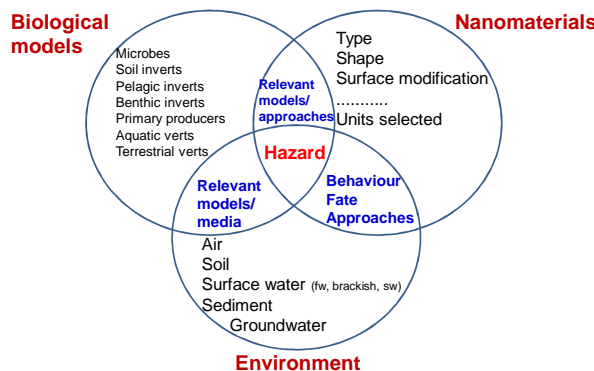 Biological
models
Nanomaterials
Microbes
Soil inverts
Pelagic inverts
Benthic inverts
Primary producers
Aquatic verts
Terrestrial verts
Type
Shape
Surface modification
...........
Units selected
Relevant
models/
approaches
Hazard
Relevant
models/
media
Behaviour
Fate
Approaches
Air
Soil
Surface water (fw, brackish, sw)
Sediment
Groundwater
Environment